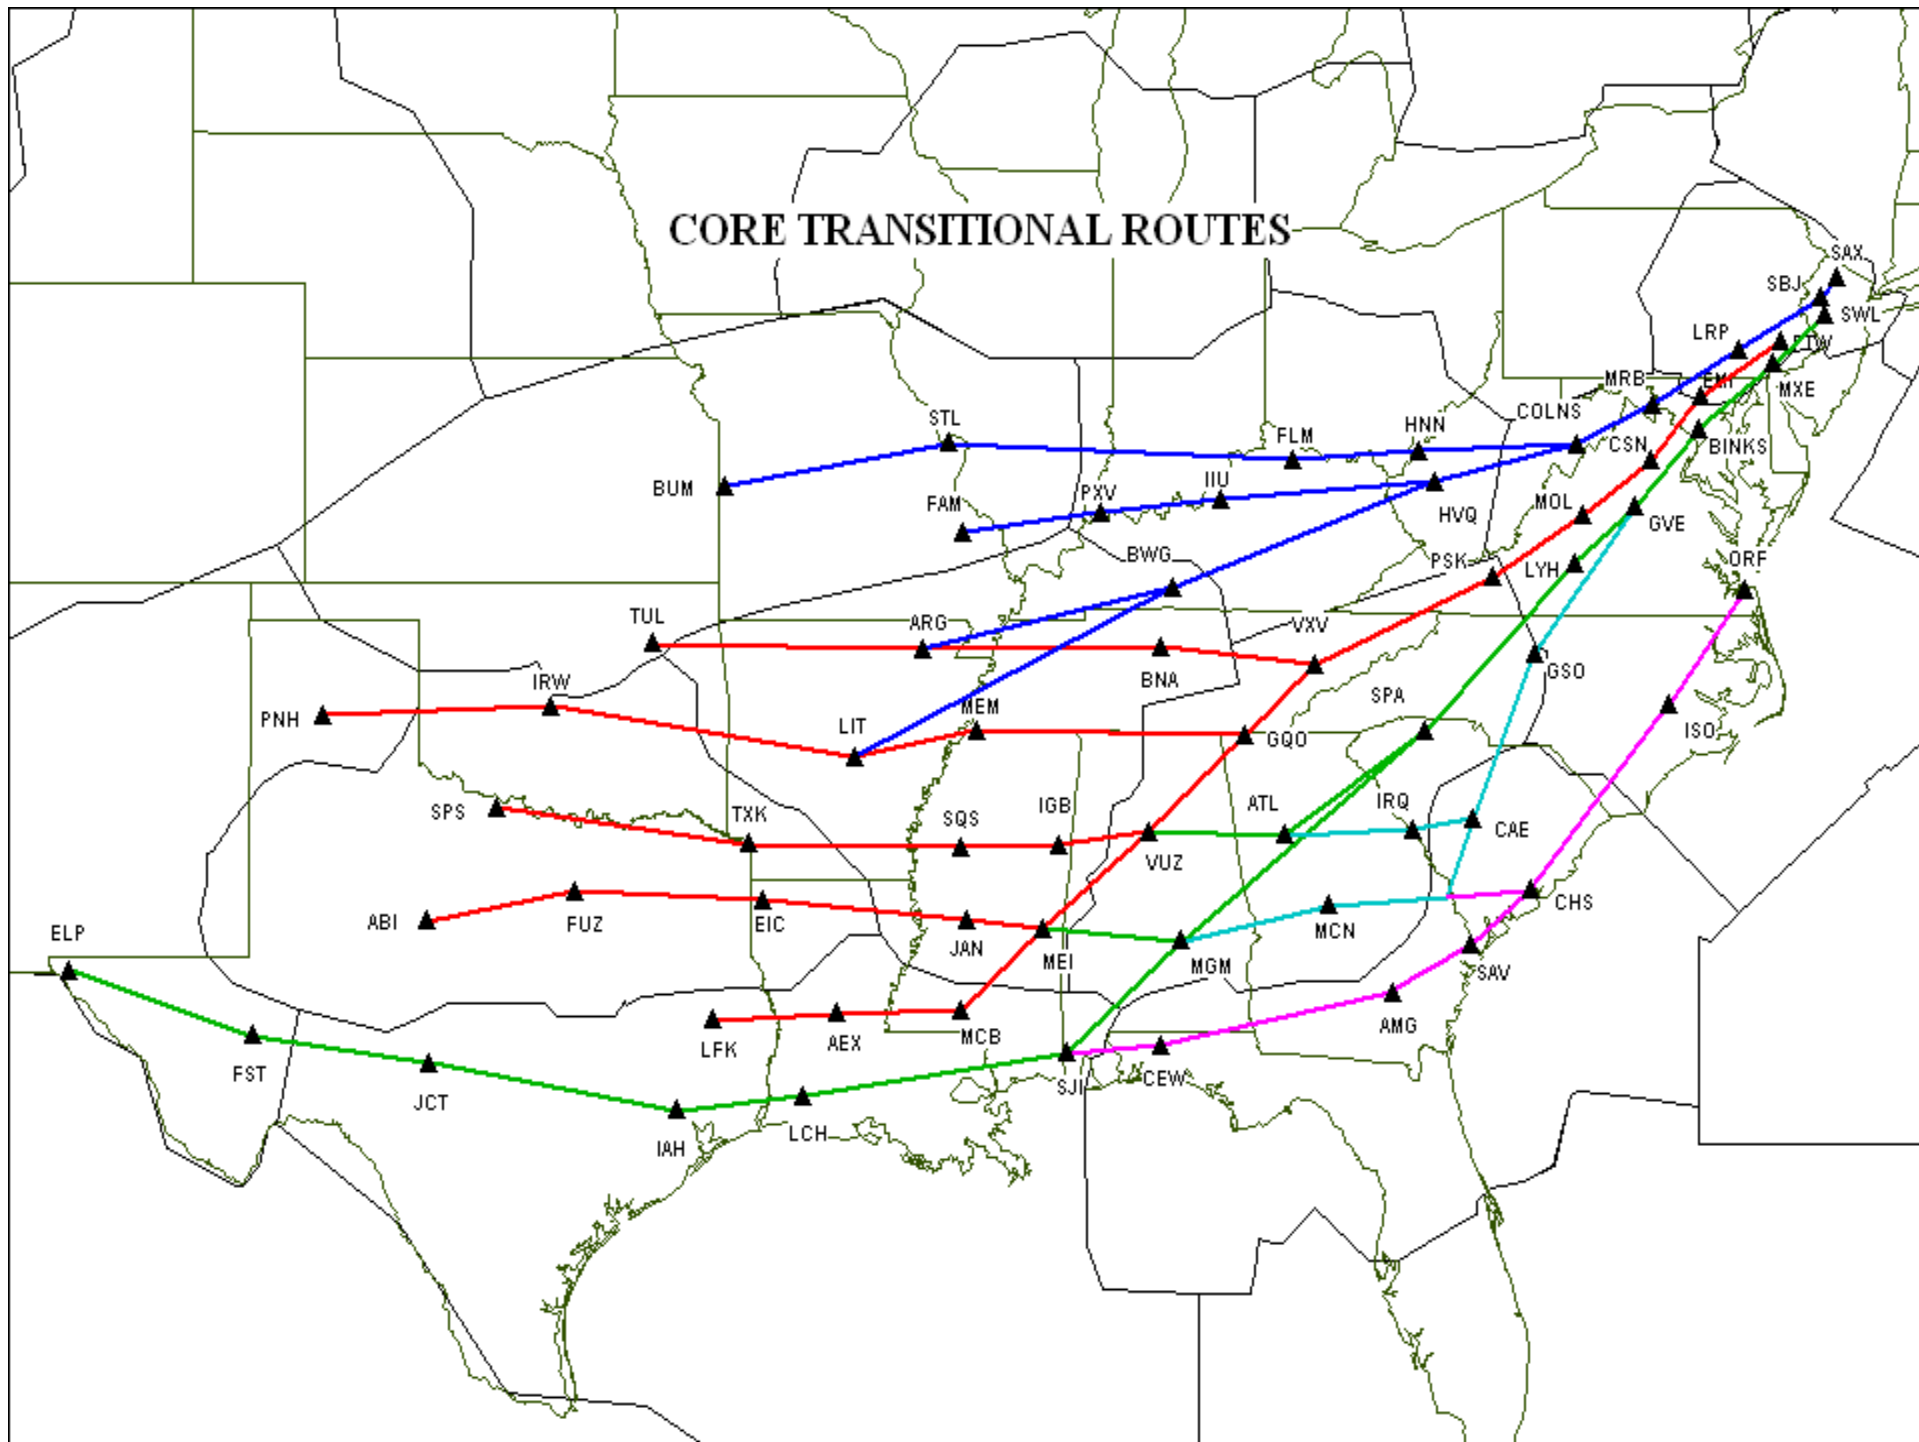 CORE TRANSITIONAL ROUTES
SAX
SBJ
SWL
LRP
MRB
MXE
COLNS
STL
HNN
FLM
CSN
BINKS
BUM
IIU
PXV
FAM
MOL
HVQ
GVE
BWG
PSK
LYH
ORF
TUL
ARG
VXV
GSO
BNA
IRW
SPA
PNH
MEM
LIT
GQO
ISO
SPS
TXK
SQS
IGB
ATL
IRQ
CAE
VUZ
ABI
FUZ
EIC
CHS
MCN
ELP
JAN
MEI
MGM
SAV
AMG
LFK
AEX
MCB
FST
SJI
CEW
JCT
LCH
IAH